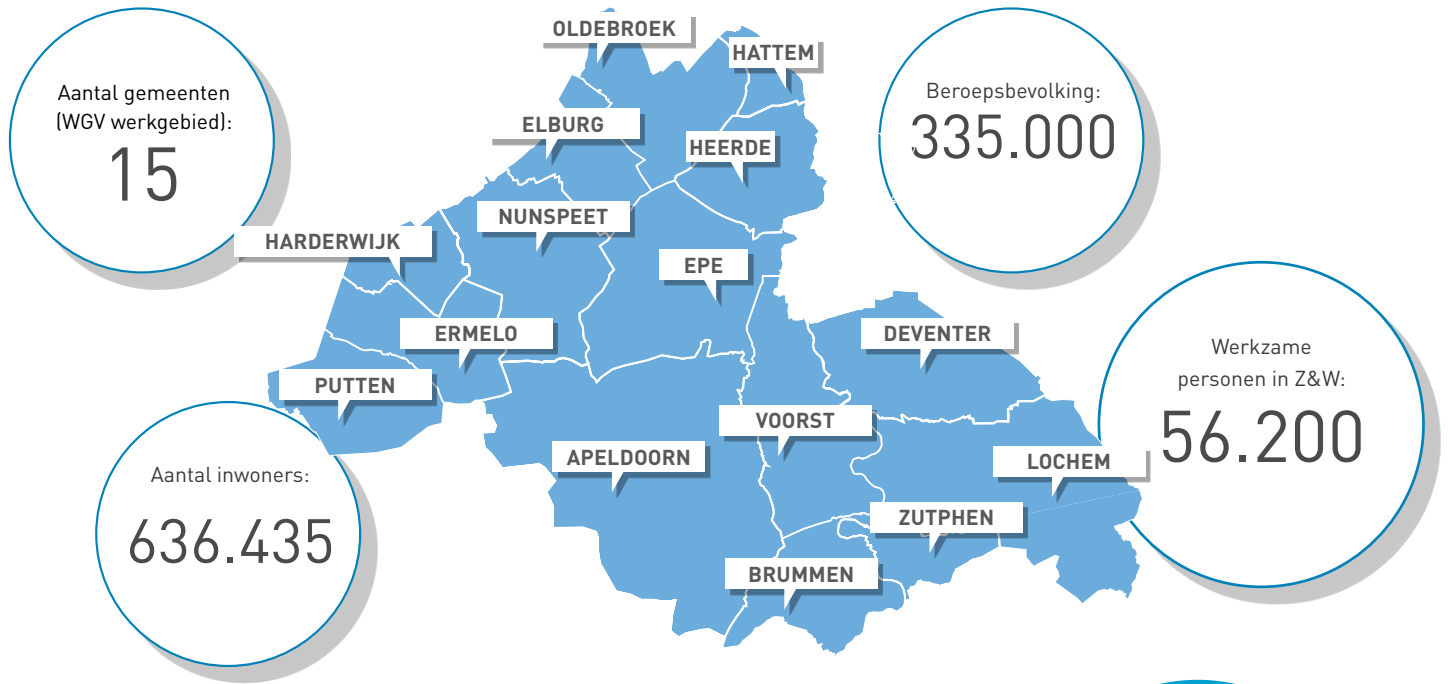 Aantal gemeenten
(WGV werkgebied):
15
OLDEBROEK
HATTEM
ELBURG
HEERDE
Beroepsbevolking:
335.000
NUNSPEET
HARDERWIJK
EPE
ERMELO
DEVENTER
PUTTEN
Werkzame
personen in Z&W:
56.200
VOORST
APELDOORN
LOCHEM
Aantal inwoners:
636.435
ZUTPHEN
BRUMMEN